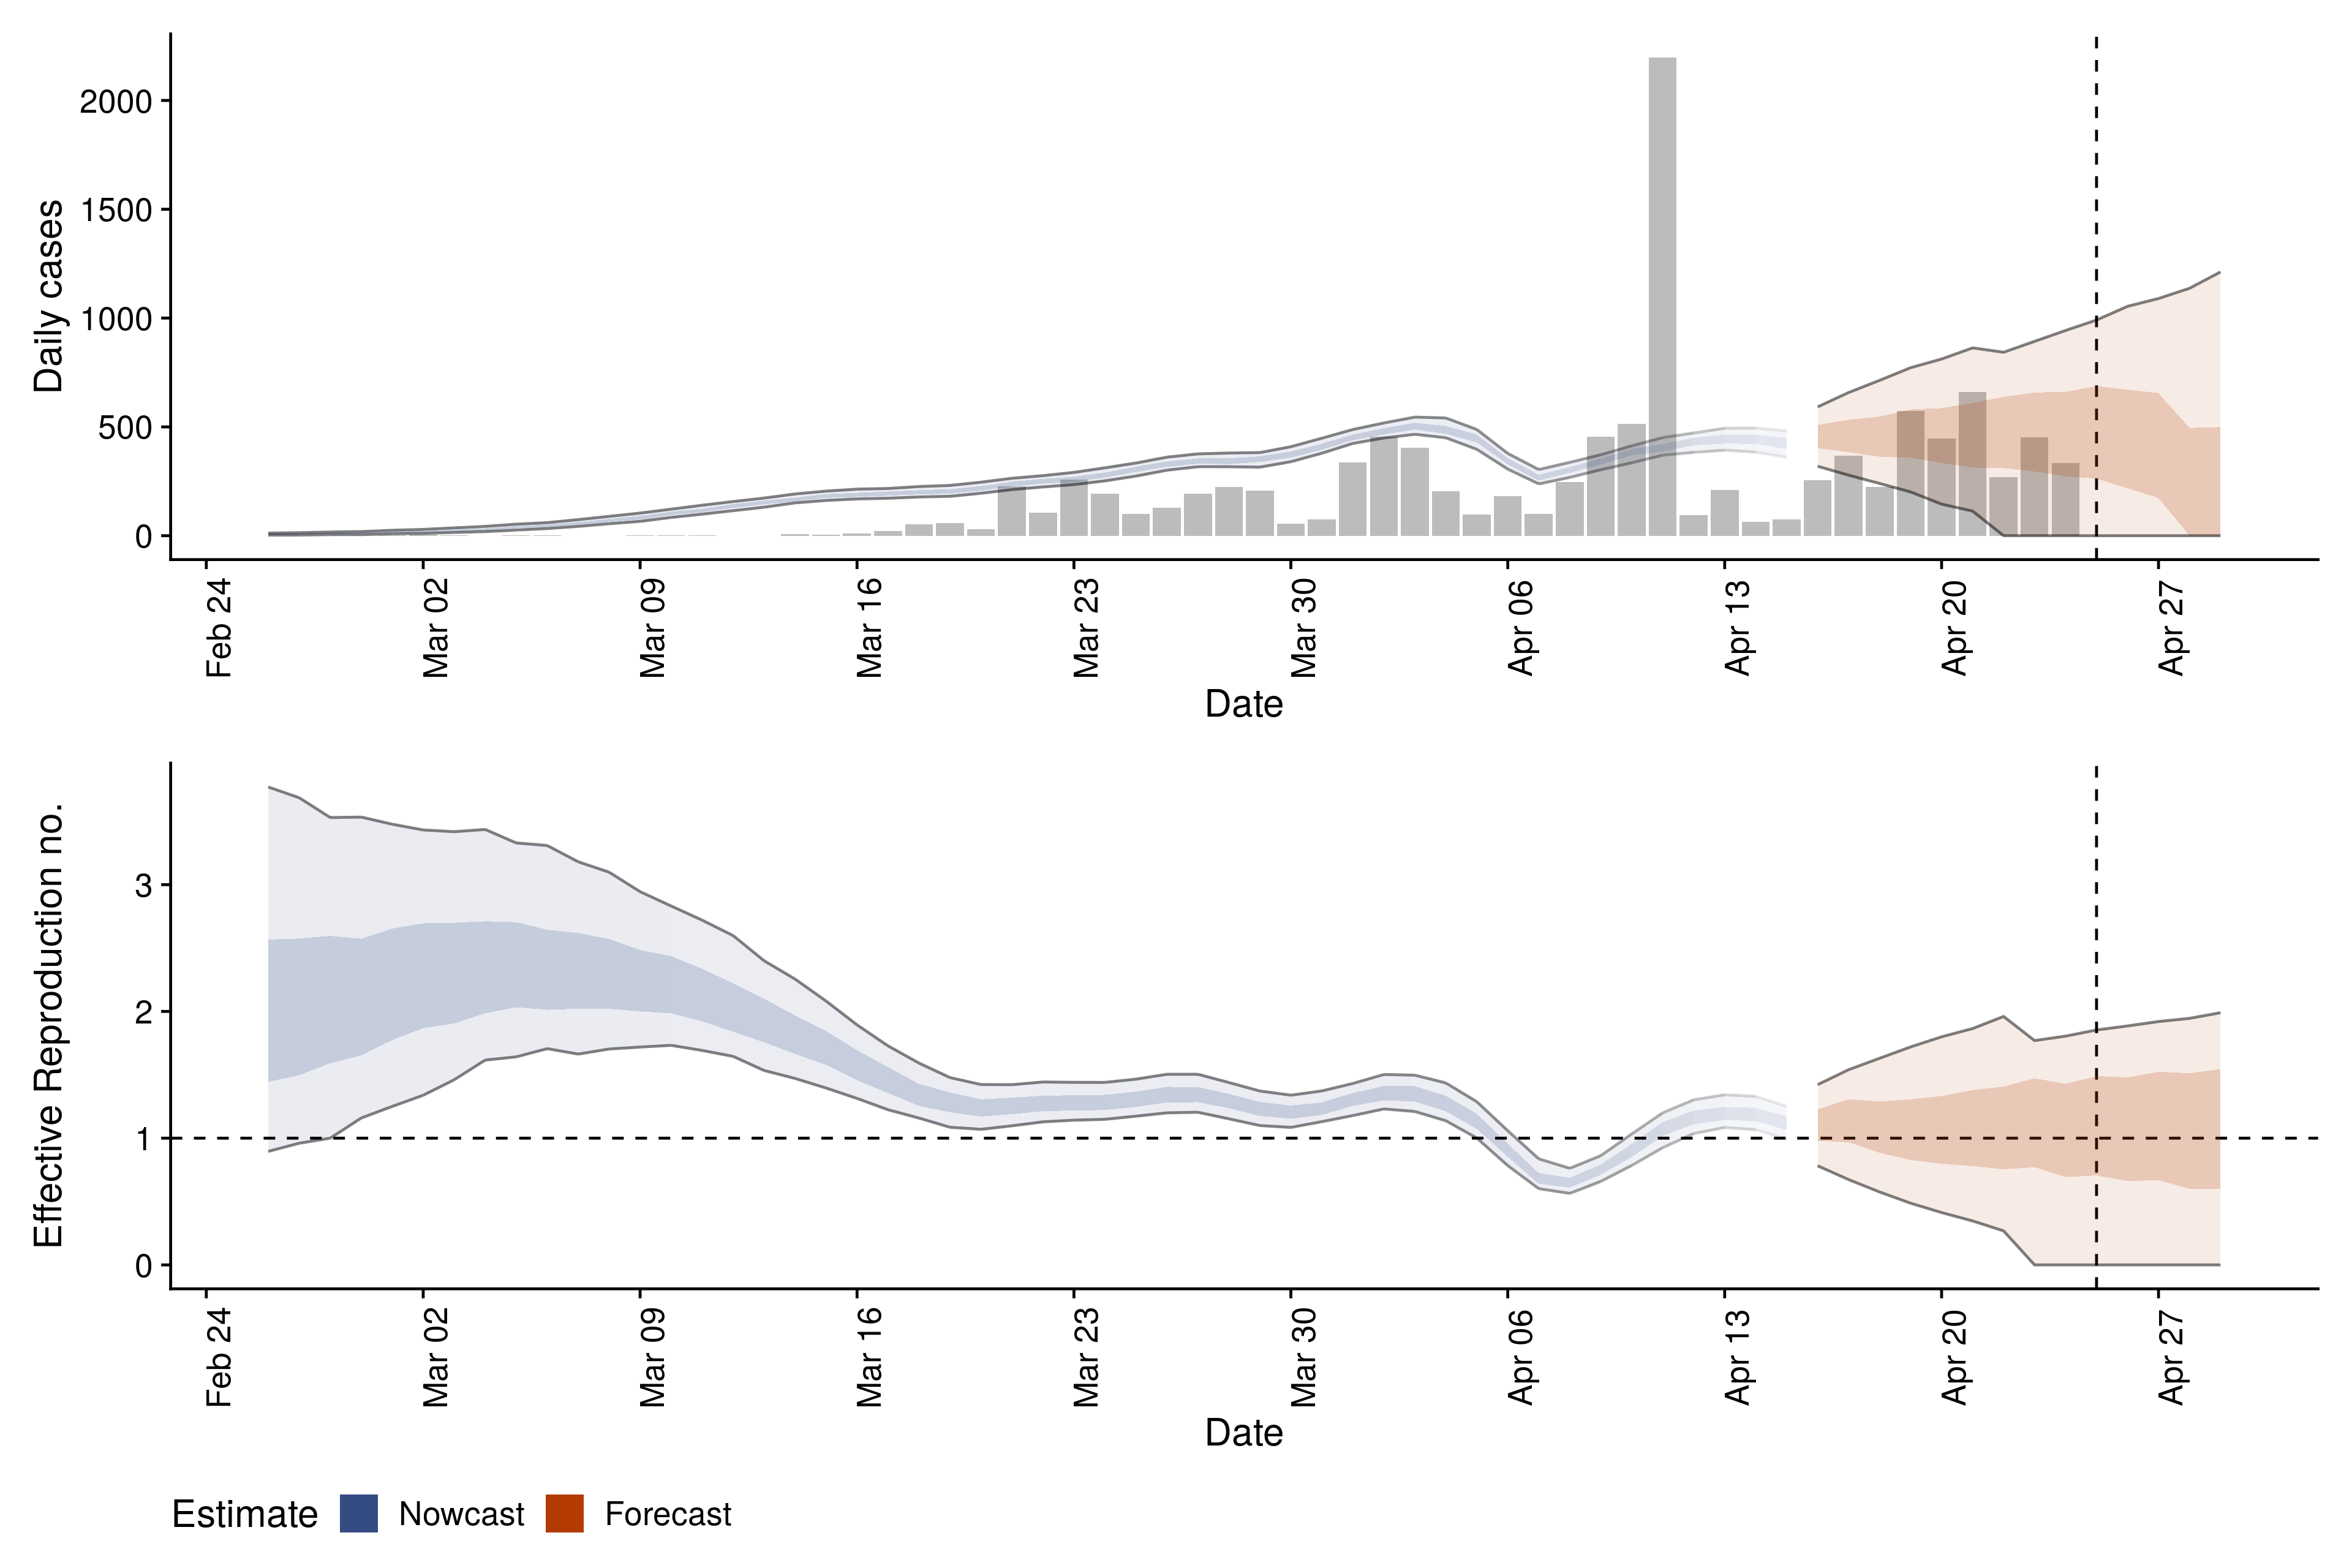 Daily cases
2000
1500
1000
500
0
Feb 24
Mar 02
Mar 09
Mar 16
Mar 23
Mar 30
Apr 06
Apr 13
Apr 20
Apr 27
Date
Effective Reproduction no.
3
2
1
0
Feb 24
Mar 02
Mar 09
Mar 16
Mar 23
Mar 30
Apr 06
Apr 13
Apr 20
Apr 27
Date
Estimate Nowcast Forecast